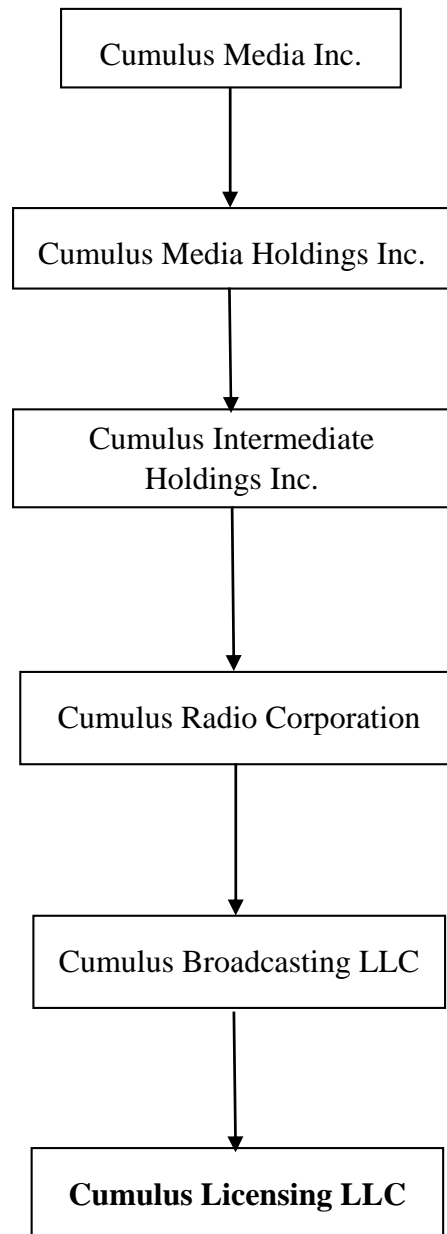 Cumulus Media Inc.
Cumulus Media Holdings Inc.
Cumulus Intermediate
Holdings Inc.
Cumulus Radio Corporation
Cumulus Broadcasting LLC
Cumulus Licensing LLC